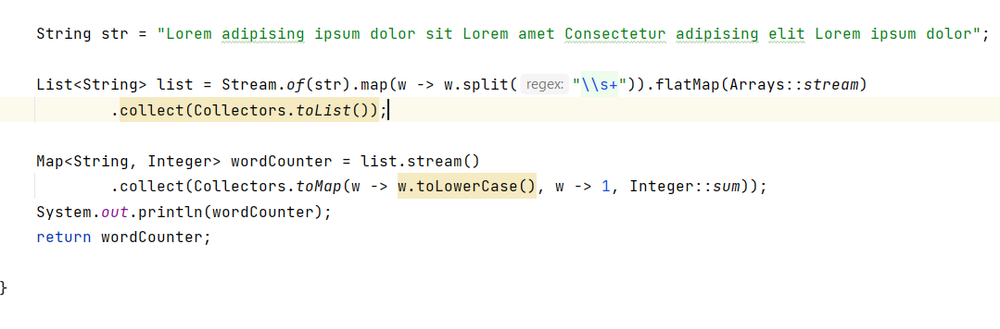 String str = "Lorem adipising ipsum dolor sit Lorem amet Consectetur adipising elit Lorem ipsum dolor";
List<String> list = Stream.of(str).map(w -> w.split( regex: "\\s+")).flatMap(Arrays::stream)
.collect(Collectors.toList());
Map<String, Integer> wordCounter = list.stream()
.collect(Collectors.toMap(w -> w.toLowerCase(), w -> 1, Integer::sum));
System.out.println(wordCounter);
return wordCounter;
}